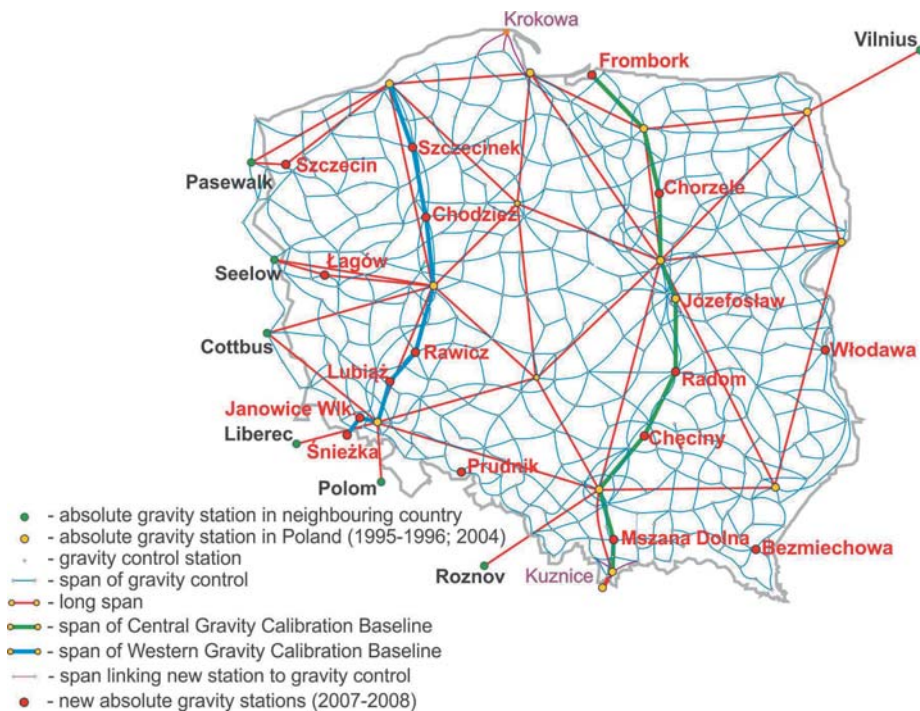 Krokowa
Vilnius
Frombork
Szczecinek
Szczecin
Pasewalk
Chorzele
Chodzież
Seelow
Łagów
Józefosław
Cottbus
Rawicz
Włodawa
Lubiąż
Radom
Janowice Wlk.
Liberec
Śnieżka
Chęciny
Prudnik
Polom
Mszana Dolna
Bezmiechowa
Roznov
Kuznice
- absolute gravity station in neighbouring country
- absolute gravity station in Poland (1995-1996; 2004)
- gravity control station
- span of gravity control
- long span
- span of Central Gravity Calibration Baseline
- span of Western Gravity Calibration Baseline
- span linking new station to gravity control
- new absolute gravity stations (2007-2008)